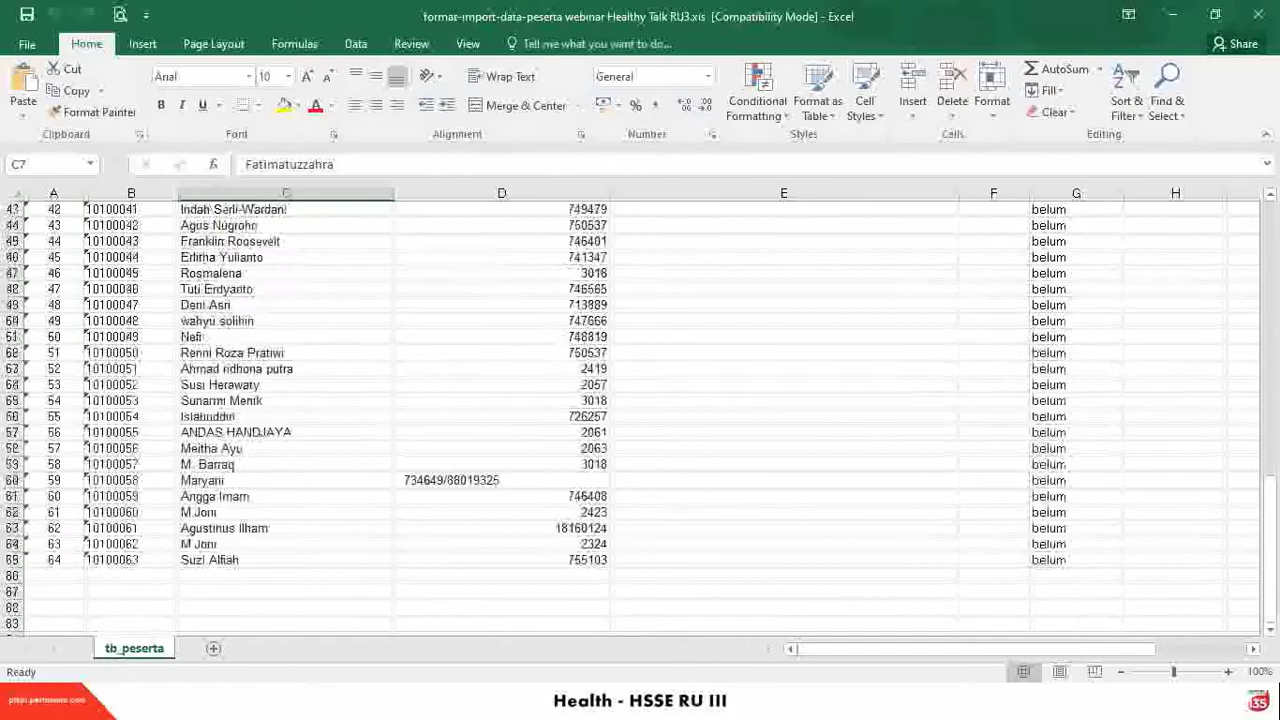 format-import-data-peserta webinar Healthy Talk RU3.xls [Compatibility Mode] - Excel
File Home Insert Page Layout Formulas Data Review View Tell me what you want to do... Share
Paste Cut Copy Format Painter Clipboard
Arial 10 B I U A Font
Wrap Text Merge & Center Alignment
General % Number
Conditional Formatting Format as Table Cell Styles Styles
Insert Delete Format Cells
AutoSum Fill Clear Sort & Filter Find & Select Editing
C7 fx Fatimatuzzahra
A B C D E F G H
42 10100041 Indah Sarli Wardani 749479 belum
43 10100042 Agus Nugroho 750537 belum
44 10100043 Franklin Roosevelt 746401 belum
45 10100044 Yulianto 741347 belum
46 10100045 Rosmalena 3018 belum
47 10100046 Tuti Erdyanto 746565 belum
48 10100047 Deni Asri 713889 belum
49 10100048 wahyu solihin 747666 belum
50 10100049 Nefi 748819 belum
51 10100050 Renni Roza Pratiwi 750537 belum
52 10100051 Ahmad ridhona putra 2419 belum
53 10100052 Susi Herawaty 2057 belum
54 10100053 Sunarmi Menik 3018 belum
55 10100054 Islahuddin 726257 belum
56 10100055 ANDAS HANDJAYA 2061 belum
57 10100056 Meitha Ayu 2063 belum
58 10100057 M. Barraq 3018 belum
59 10100058 Maryani 734649/88019325 belum
60 10100059 Angga Imam 746408 belum
61 10100060 M.Joni 2423 belum
62 10100061 Agustinus Ilham 18160124 belum
63 10100062 M Joni 2324 belum
64 10100063 Suzi Alfiah 755103 belum
tb_peserta
Ready 100%
Health - HSSE RU III